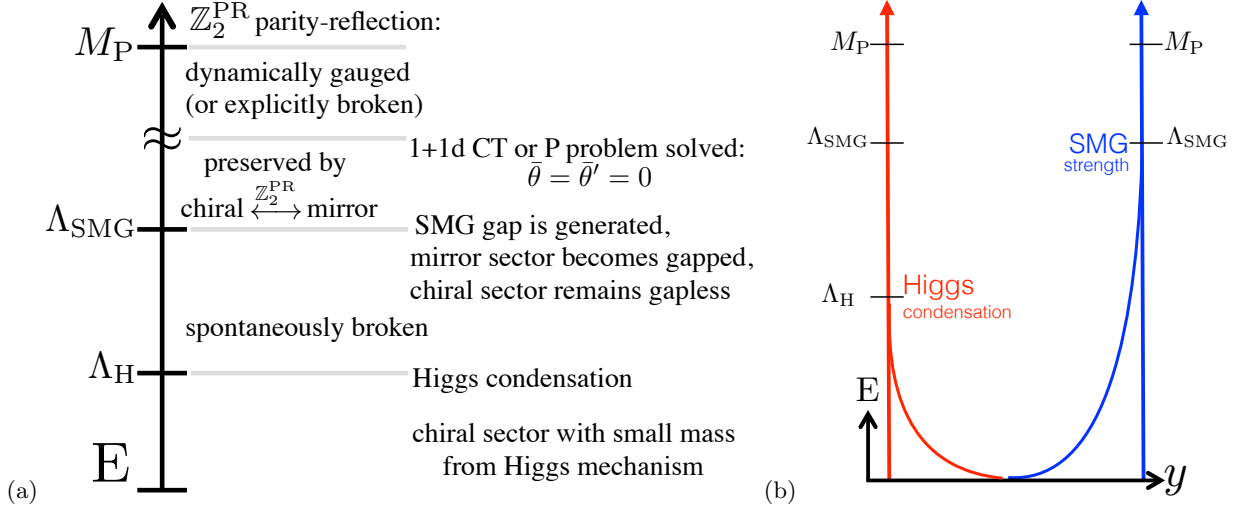 ℤ₂ᴾᴿ parity-reflection:
M_P
dynamically gauged
(or explicitly broken)
≈
1+1d CT or P problem solved:
θ̄ = θ̄′ = 0
preserved by
chiral ⟷ mirror
ℤ₂ᴾᴿ
Λ_SMG
SMG gap is generated,
mirror sector becomes gapped,
chiral sector remains gapless
spontaneously broken
Λ_H
Higgs condensation
chiral sector with small mass
from Higgs mechanism
E
(a)
M_P
M_P
Λ_SMG
SMG
strength
Λ_SMG
Λ_H
Higgs
condensation
E
y
(b)